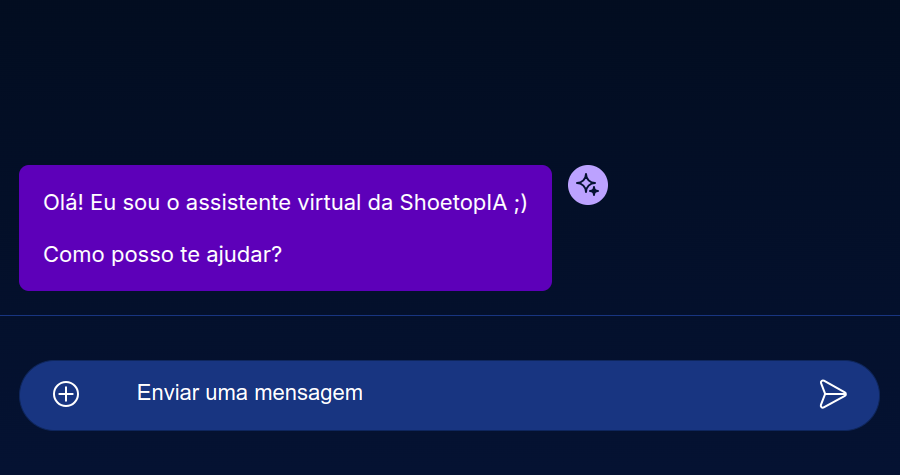 Olá! Eu sou o assistente virtual da ShoetopIA ;)
Como posso te ajudar?
Enviar uma mensagem